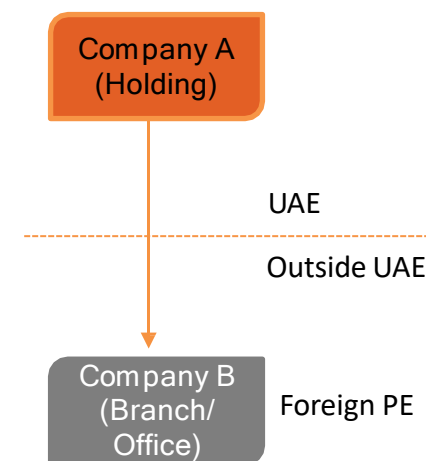 Company A
(Holding)
UAE
Outside UAE
Company B
(Branch/
Office)
Foreign PE